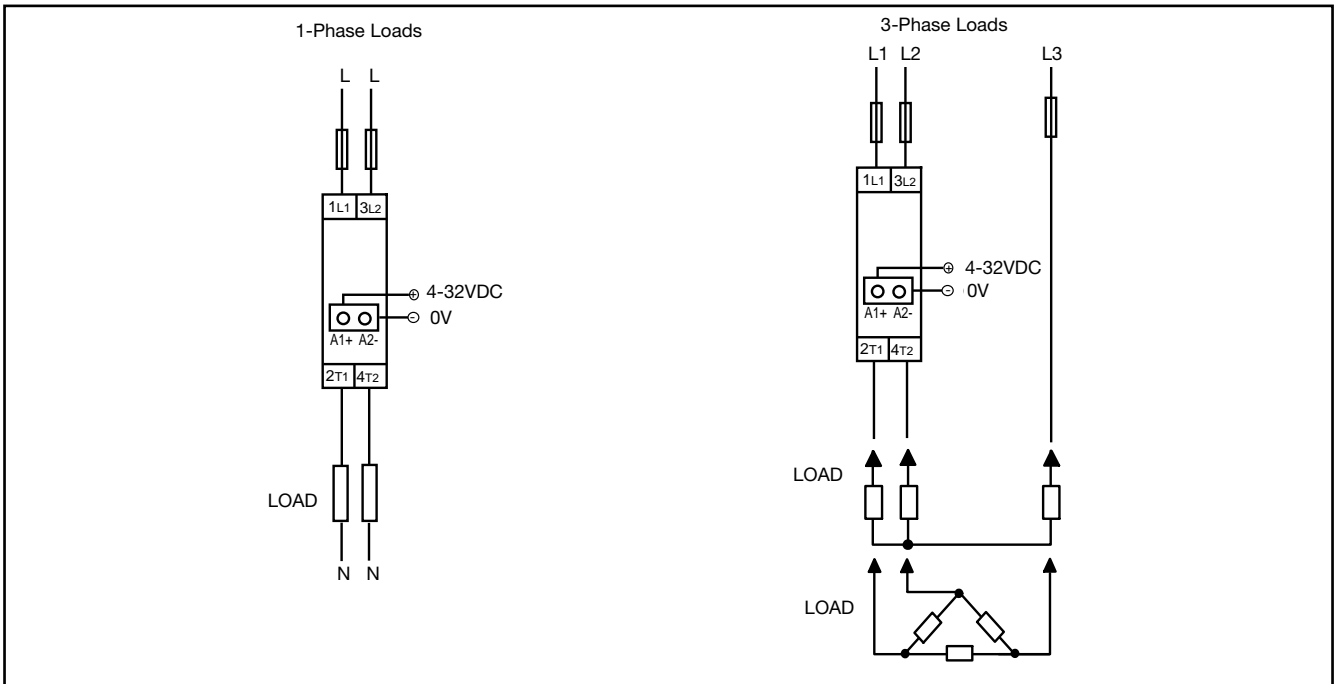 1-Phase Loads
L L
1L1 3L2
4-32VDC
0V
A1+ A2-
2T1 4T2
LOAD
N N
3-Phase Loads
L1 L2 L3
1L1 3L2
4-32VDC
0V
A1+ A2-
2T1 4T2
LOAD
LOAD